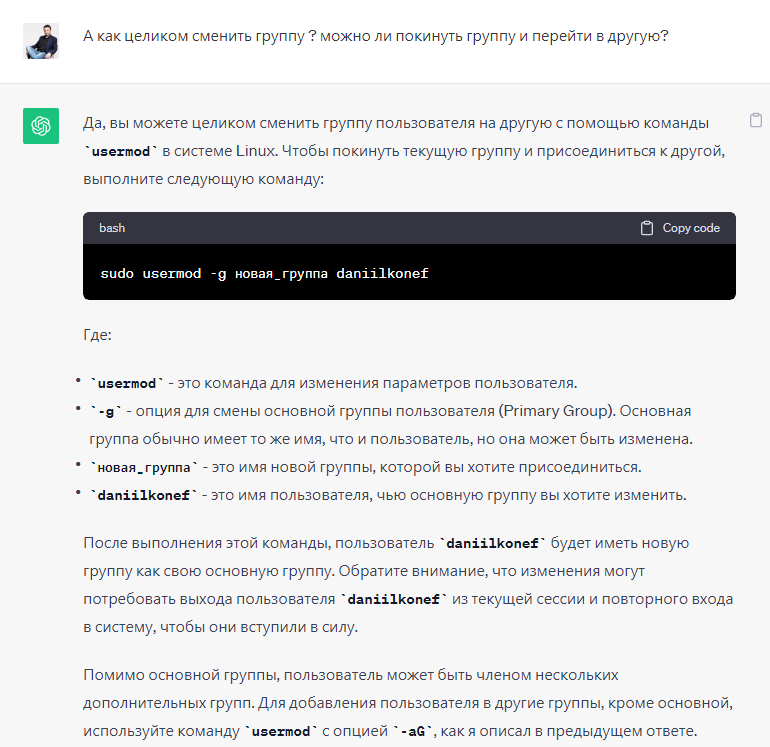 А как целиком сменить группу ? можно ли покинуть группу и перейти в другую?
Да, вы можете целиком сменить группу пользователя на другую с помощью команды
`usermod` в системе Linux. Чтобы покинуть текущую группу и присоединиться к другой,
выполните следующую команду:
bash
Copy code
sudo usermod -g новая_группа daniilkonef
Где:
• `usermod` - это команда для изменения параметров пользователя.
• `-g` - опция для смены основной группы пользователя (Primary Group). Основная
группа обычно имеет то же имя, что и пользователь, но она может быть изменена.
• `новая_группа` - это имя новой группы, которой вы хотите присоединиться.
• `daniilkonef` - это имя пользователя, чью основную группу вы хотите изменить.
После выполнения этой команды, пользователь `daniilkonef` будет иметь новую
группу как свою основную группу. Обратите внимание, что изменения могут
потребовать выхода пользователя `daniilkonef` из текущей сессии и повторного входа
в систему, чтобы они вступили в силу.
Помимо основной группы, пользователь может быть членом нескольких
дополнительных групп. Для добавления пользователя в другие группы, кроме основной,
используйте команду `usermod` с опцией `-aG`, как я описал в предыдущем ответе.